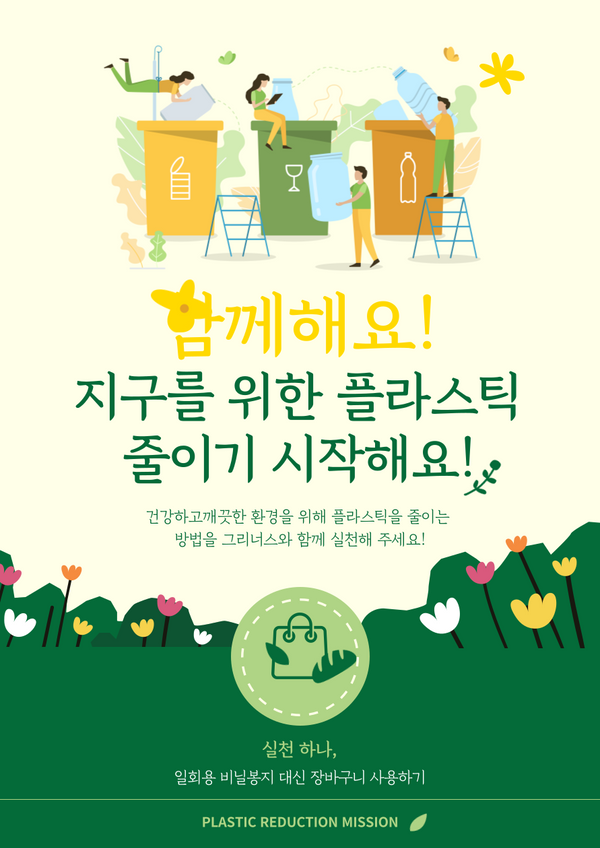 함께해요!
지구를 위한 플라스틱
줄이기 시작해요!
건강하고깨끗한 환경을 위해 플라스틱을 줄이는
방법을 그리너스와 함께 실천해 주세요!
실천 하나,
일회용 비닐봉지 대신 장바구니 사용하기
PLASTIC REDUCTION MISSION